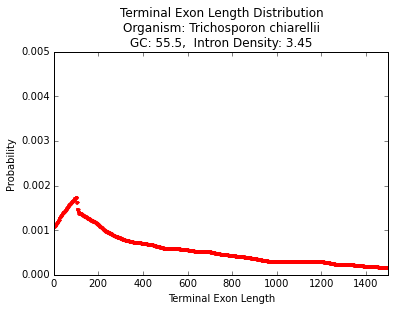 Terminal Exon Length Distribution
Organism: Trichosporon chiarellii
GC: 55.5,  Intron Density: 3.45
0.005
0.004
0.003
0.002
0.001
0.000
Probability
0 200 400 600 800 1000 1200 1400
Terminal Exon Length